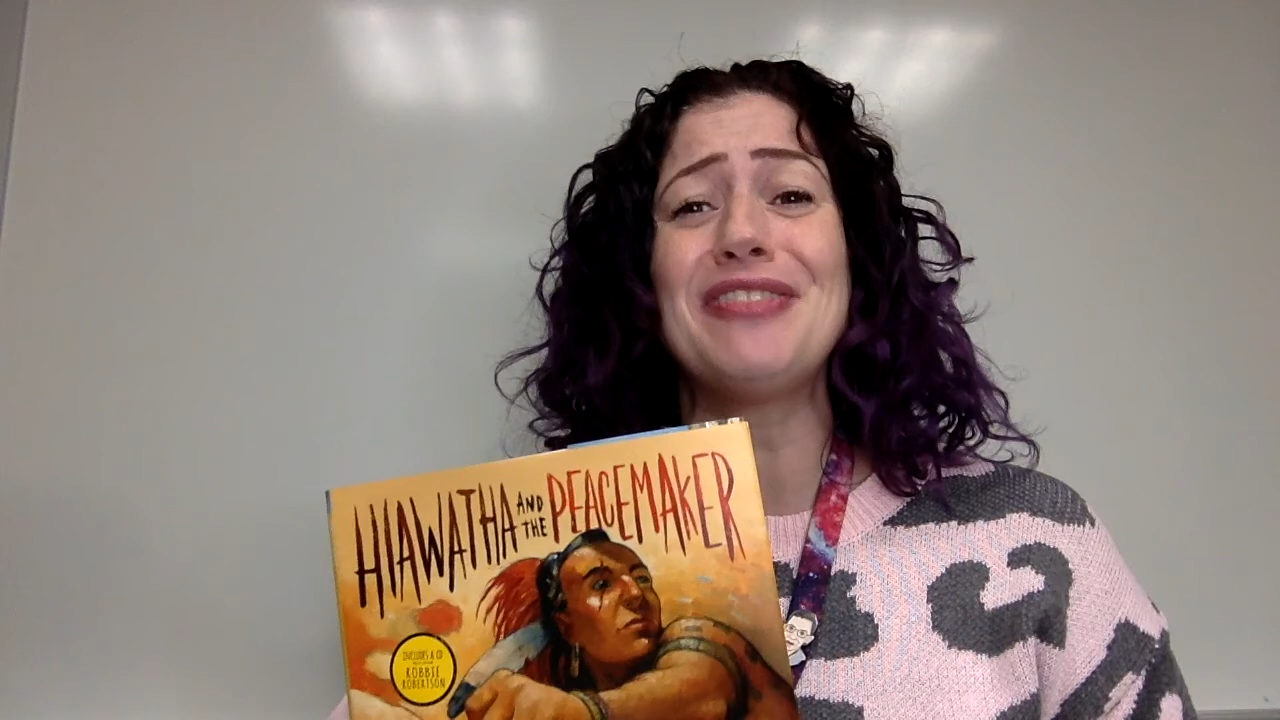 HIAWATHA AND THE PEACEMAKER
INCLUDES A CD
ROBBIE
ROBERTSON